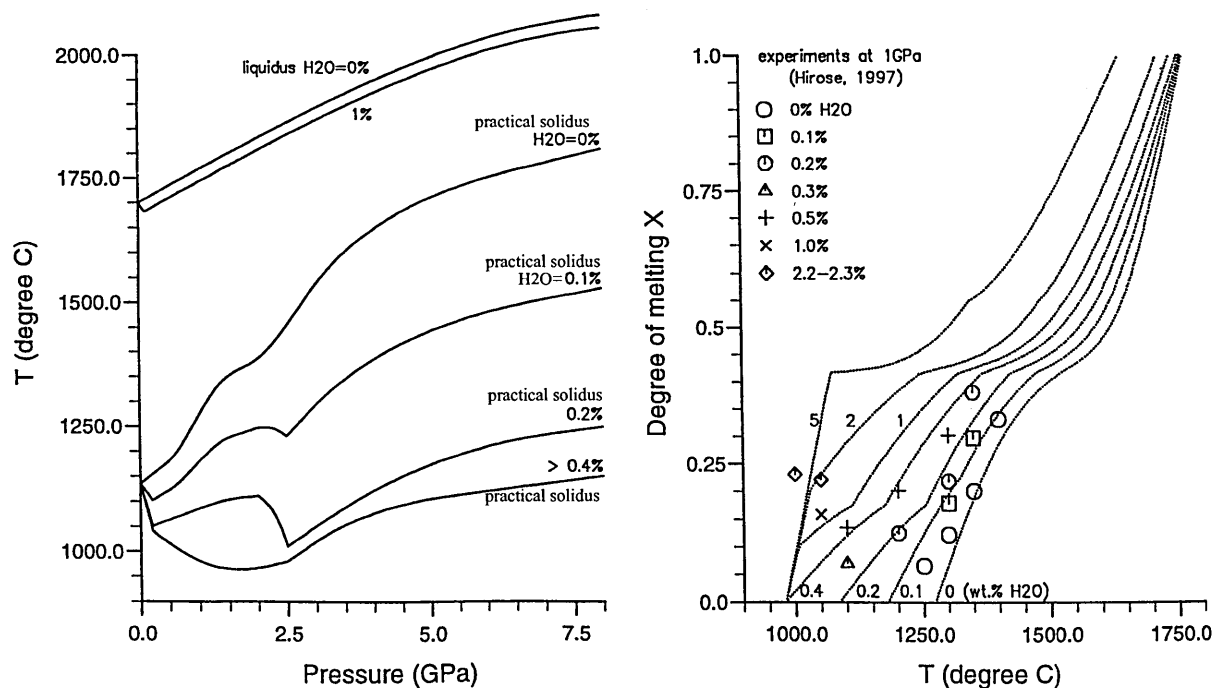 2000.0
1750.0
1500.0
1250.0
1000.0
T (degree C)
0.0
2.5
5.0
7.5
Pressure (GPa)
liquidus H2O=0%
1%
practical solidus
H2O=0%
practical solidus
H2O=0.1%
practical solidus
0.2%
> 0.4%
practical solidus
1.0
0.75
0.5
0.25
0.0
Degree of melting X
1000.0
1250.0
1500.0
1750.0
T (degree C)
experiments at 1GPa
(Hirose, 1997)
0% H2O
0.1%
0.2%
0.3%
0.5%
1.0%
2.2-2.3%
5
2
1
0.4
0.2
0.1
0 (wt.% H2O)